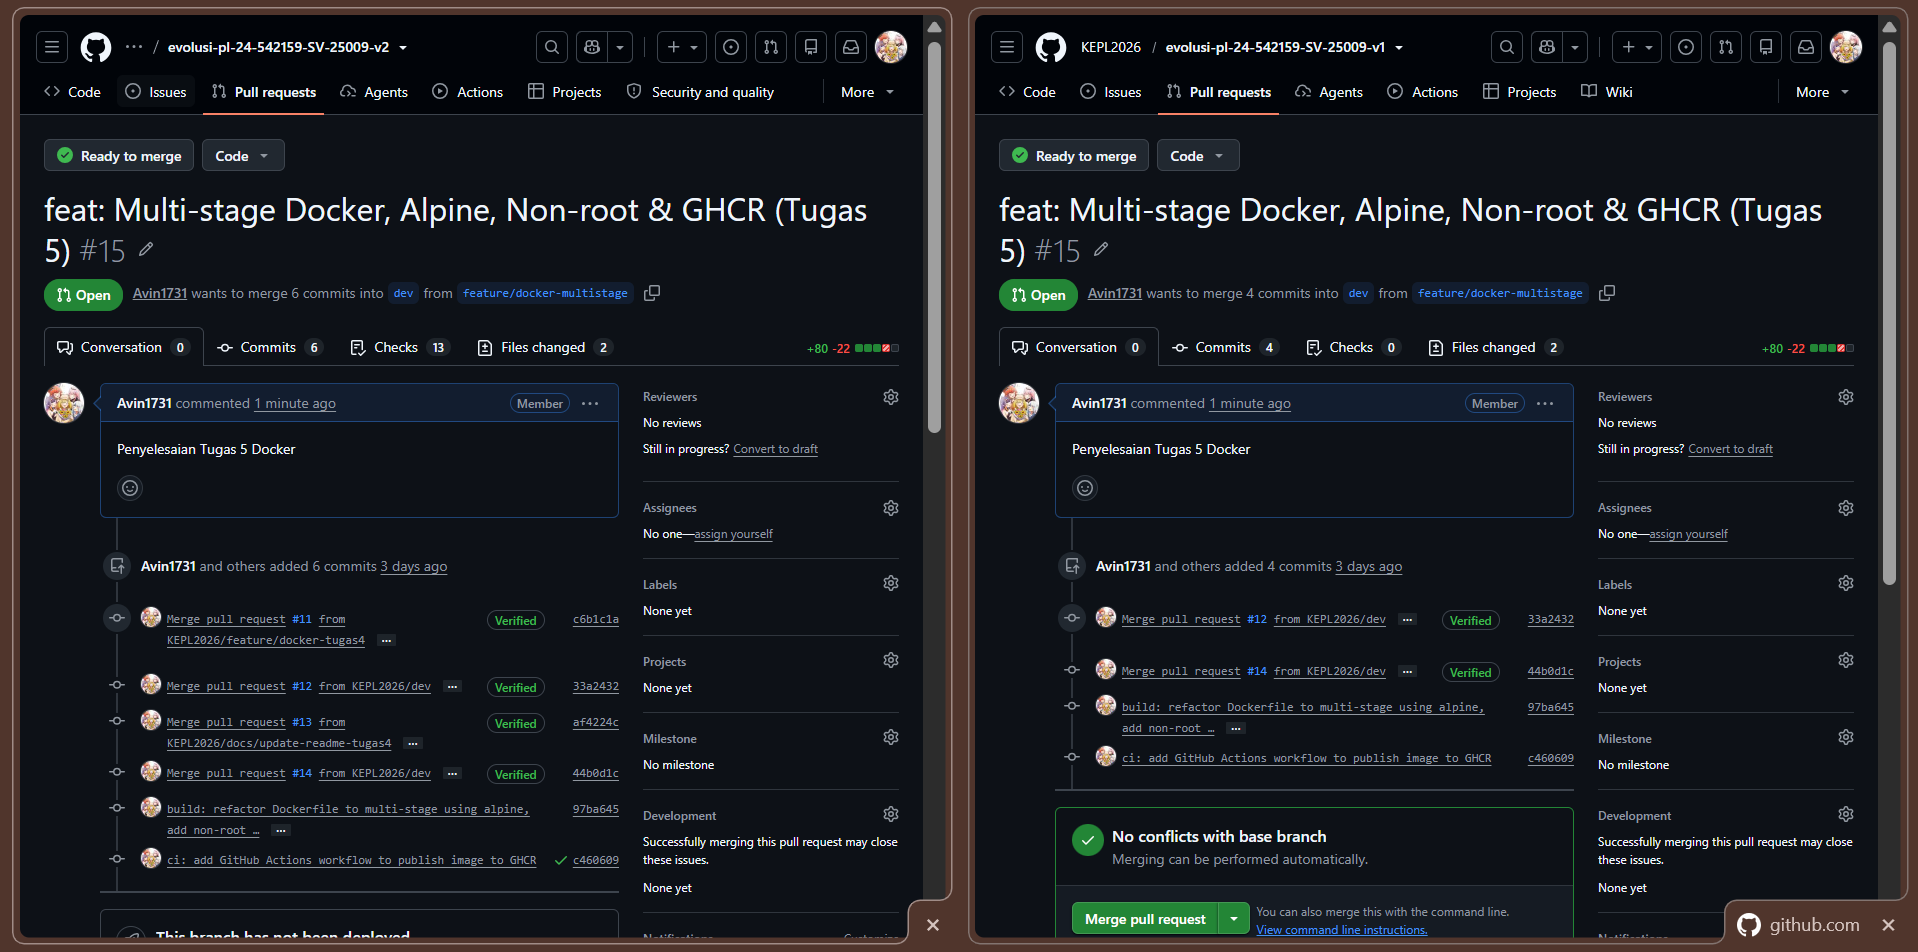 evolusi-pl-24-542159-SV-25009-v2
Code
Issues
Pull requests
Agents
Actions
Projects
Security and quality
More
Ready to merge
Code
feat: Multi-stage Docker, Alpine, Non-root & GHCR (Tugas
5) #15
Open
Avin1731 wants to merge 6 commits into dev from feature/docker-multistage
Conversation 0
Commits 6
Checks 13
Files changed 2
+80 -22
Avin1731 commented 1 minute ago
Member
Penyelesaian Tugas 5 Docker
Avin1731 and others added 6 commits 3 days ago
Merge pull request #11 from
KEPL2026/feature/docker-tugas4 …
Verified
c6b1c1a
Merge pull request #12 from KEPL2026/dev …
Verified
33a2432
Merge pull request #13 from
KEPL2026/docs/update-readme-tugas4 …
Verified
af4224c
Merge pull request #14 from KEPL2026/dev …
Verified
44b0d1c
build: refactor Dockerfile to multi-stage using alpine,
add non-root … …
97ba645
ci: add GitHub Actions workflow to publish image to GHCR
c460609
This branch has not been deployed
Reviewers
No reviews
Still in progress? Convert to draft
Assignees
No one—assign yourself
Labels
None yet
Projects
None yet
Milestone
No milestone
Development
Successfully merging this pull request may close
these issues.
None yet
Notifications
Customize
KEPL2026 / evolusi-pl-24-542159-SV-25009-v1
Code
Issues
Pull requests
Agents
Actions
Projects
Wiki
More
Ready to merge
Code
feat: Multi-stage Docker, Alpine, Non-root & GHCR (Tugas
5) #15
Open
Avin1731 wants to merge 4 commits into dev from feature/docker-multistage
Conversation 0
Commits 4
Checks 0
Files changed 2
+80 -22
Avin1731 commented 1 minute ago
Member
Penyelesaian Tugas 5 Docker
Avin1731 and others added 4 commits 3 days ago
Merge pull request #12 from KEPL2026/dev …
Verified
33a2432
Merge pull request #14 from KEPL2026/dev …
Verified
44b0d1c
build: refactor Dockerfile to multi-stage using alpine,
add non-root … …
97ba645
ci: add GitHub Actions workflow to publish image to GHCR
c460609
No conflicts with base branch
Merging can be performed automatically.
Merge pull request
You can also merge this with the command line.
View command line instructions.
Reviewers
No reviews
Still in progress? Convert to draft
Assignees
No one—assign yourself
Labels
None yet
Projects
None yet
Milestone
No milestone
Development
Successfully merging this pull request may close
these issues.
None yet
Notifications
github.com